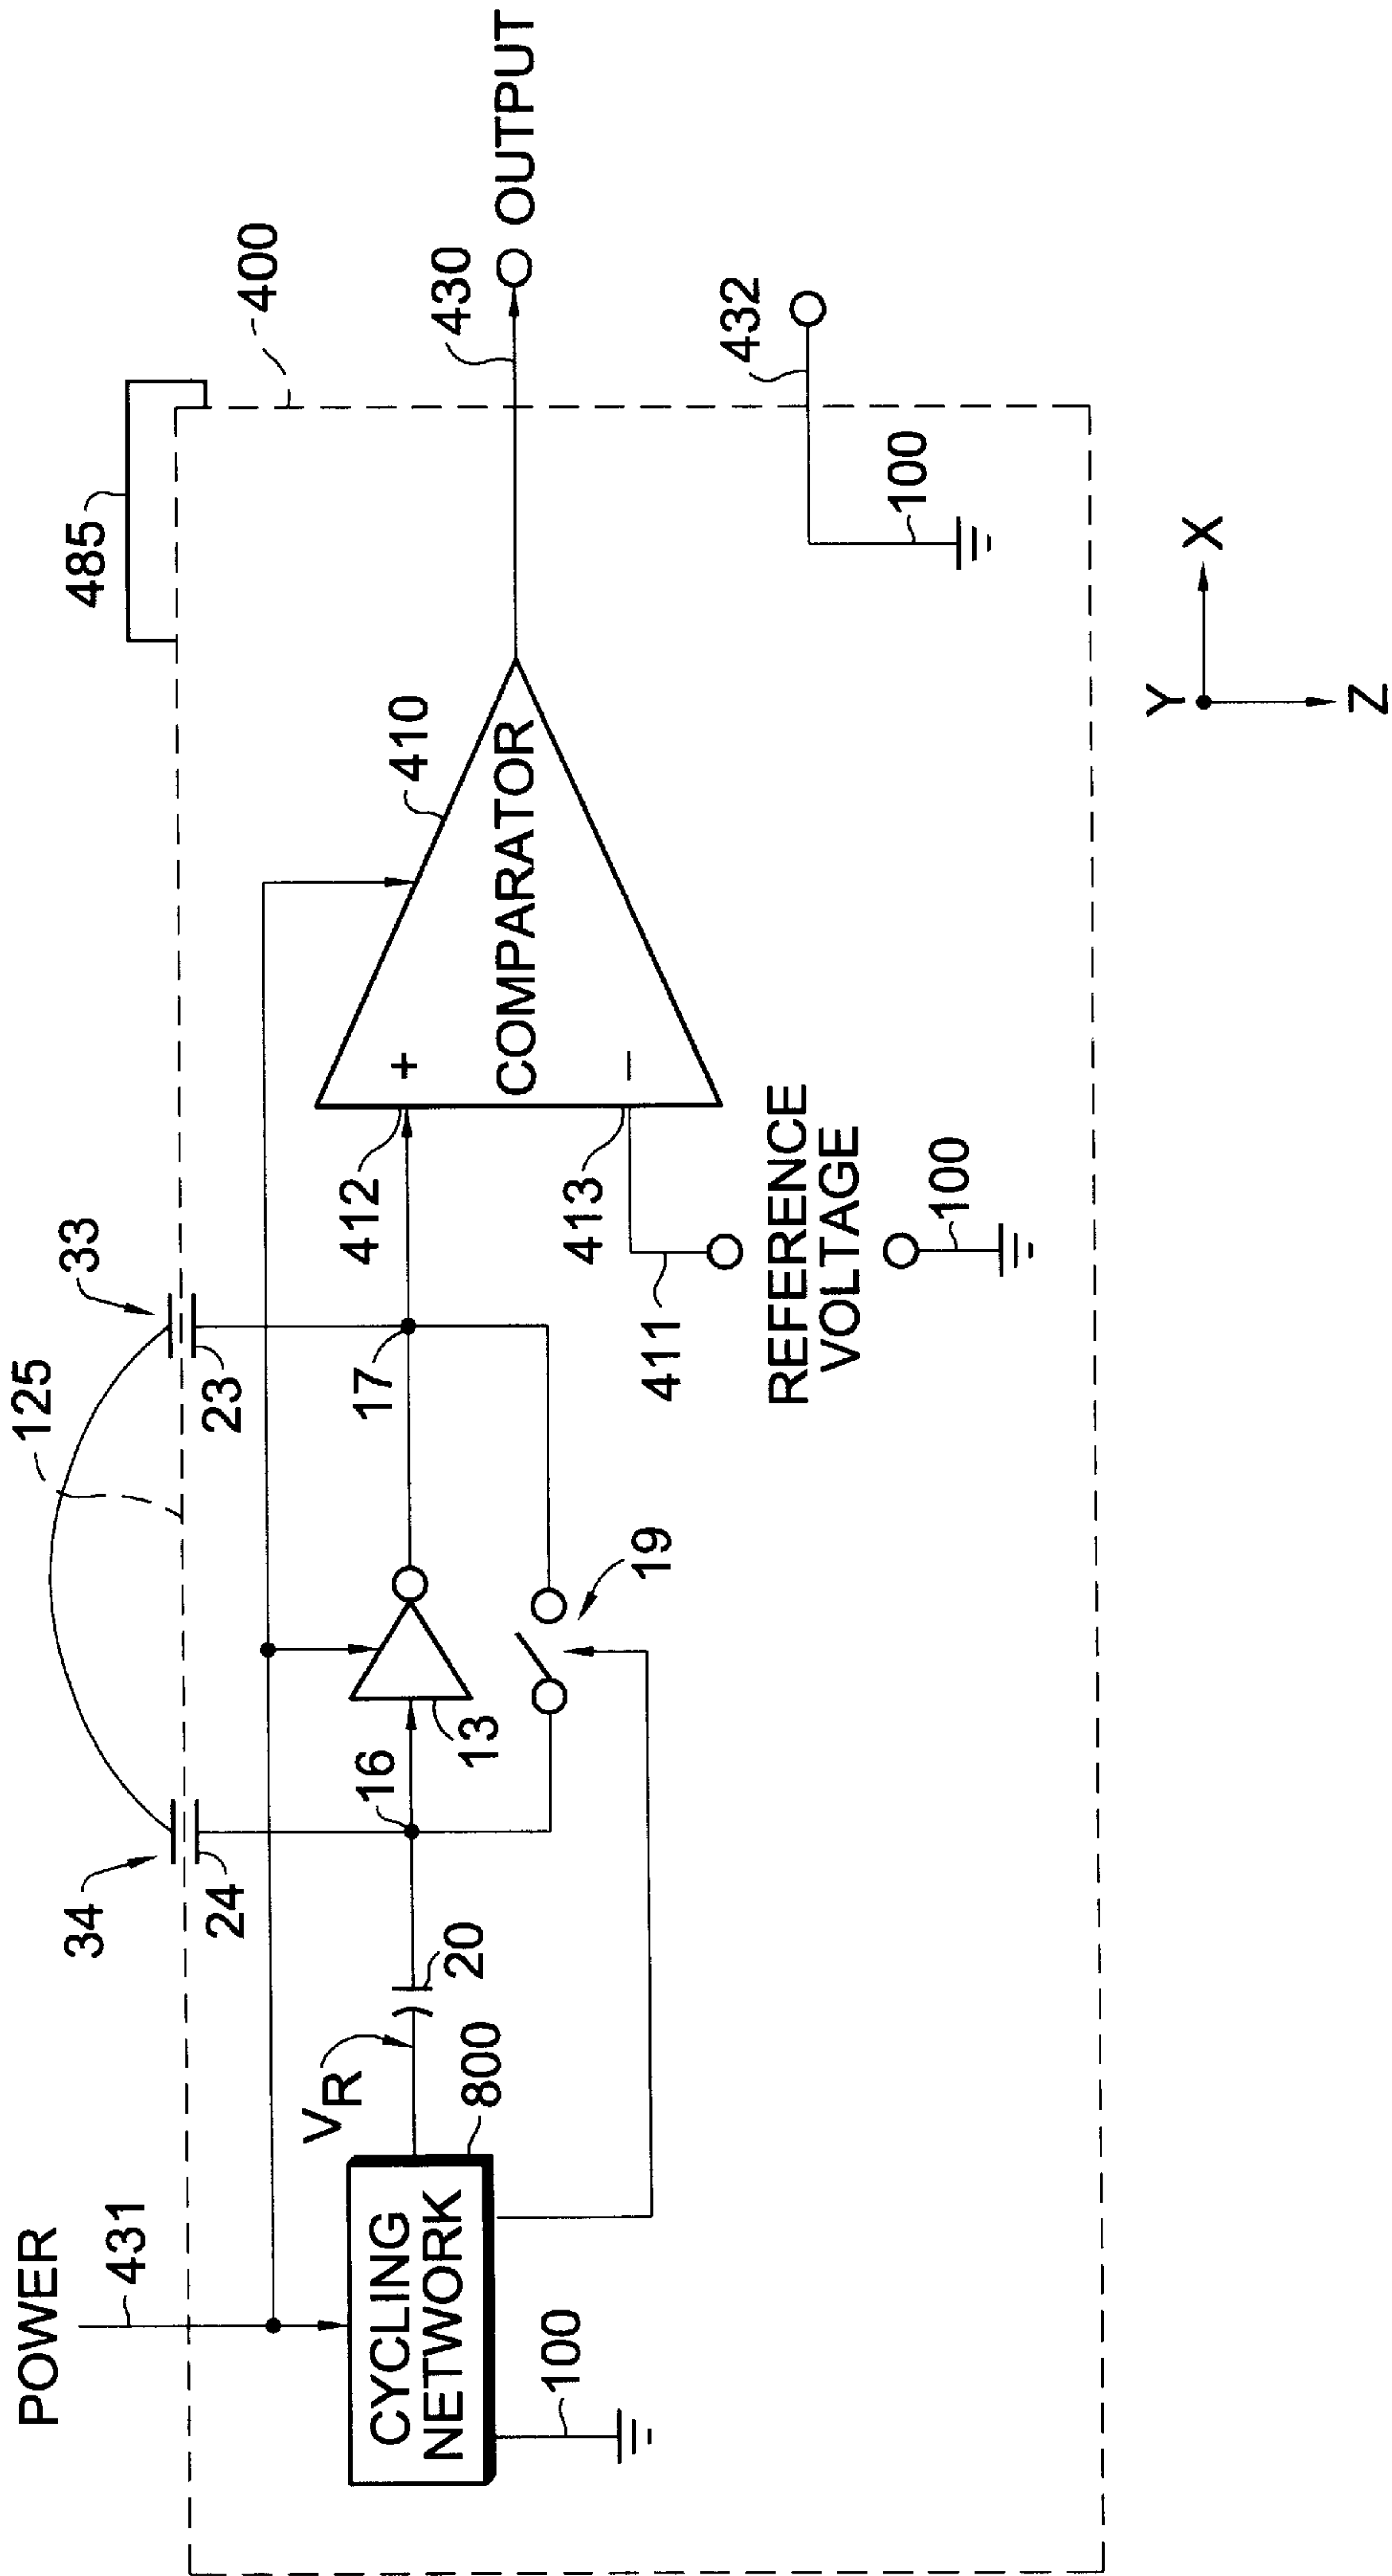 POWER
431
34
24
125
33
23
485
400
CYCLING
NETWORK
800
100
V_R
20
16
13
19
17
412
413
411
410
+
−
COMPARATOR
REFERENCE
VOLTAGE
100
430
OUTPUT
432
100
Y
X
Z